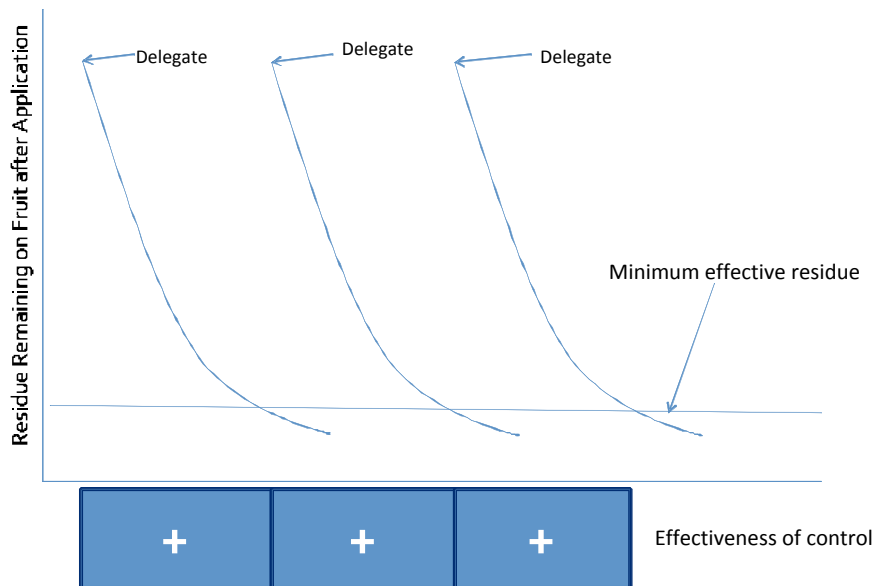 Delegate
Delegate
Delegate
Residue Remaining on Fruit after Application
Minimum effective residue
+
+
+
Effectiveness of control